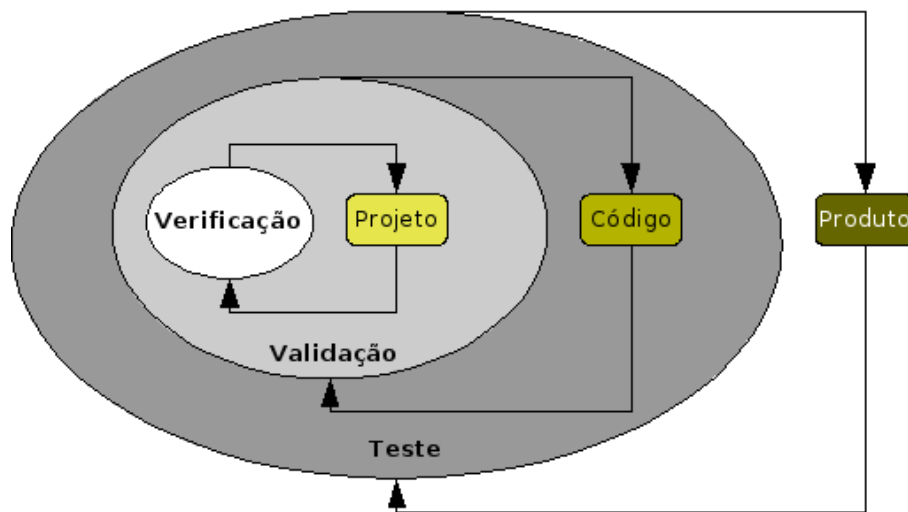 Verificação
Projeto
Código
Produto
Validação
Teste